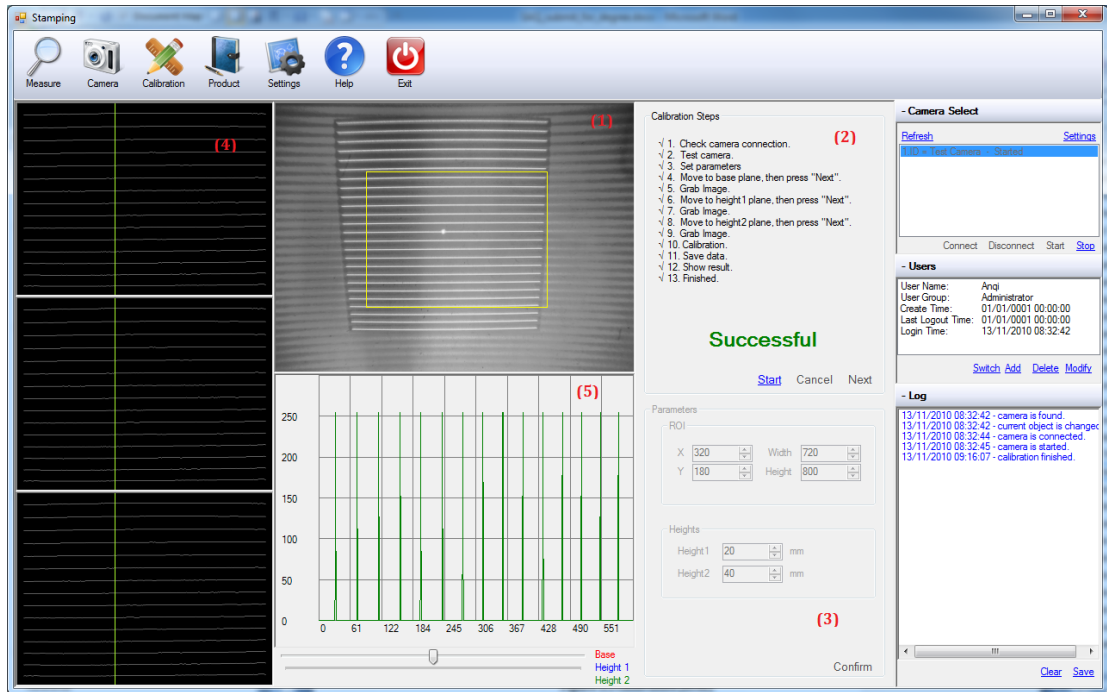 Stamping
Measure
Camera
Calibration
Product
Settings
Help
Exit
(4)
(1)
Calibration Steps
(2)
√ 1. Check camera connection.
√ 2. Test camera.
√ 3. Set parameters
√ 4. Move to base plane, then press "Next".
√ 5. Grab Image.
√ 6. Move to height1 plane, then press "Next".
√ 7. Grab Image.
√ 8. Move to height2 plane, then press "Next".
√ 9. Grab Image.
√ 10. Calibration.
√ 11. Save data.
√ 12. Show result.
√ 13. Finished.
Successful
Start Cancel Next
(5)
250
200
150
100
50
0
0 61 122 184 245 306 367 428 490 551
Base
Height 1
Height 2
Parameters
ROI
X 320 Width 720
Y 180 Height 800
Heights
Height1 20 mm
Height2 40 mm
(3)
Confirm
- Camera Select
Refresh Settings
Test Camera - Started
Connect Disconnect Start Stop
- Users
User Name: Anqi
User Group: Administrator
Create Time: 01/01/0001 00:00:00
Last Logout Time: 01/01/0001 00:00:00
Login Time: 13/11/2010 08:32:42
Switch Add Delete Modify
- Log
13/11/2010 08:32:42 - camera is found.
13/11/2010 08:32:42 - current object is changed
13/11/2010 08:32:44 - camera is connected.
13/11/2010 08:32:45 - camera is started.
13/11/2010 09:16:07 - calibration finished.
Clear Save